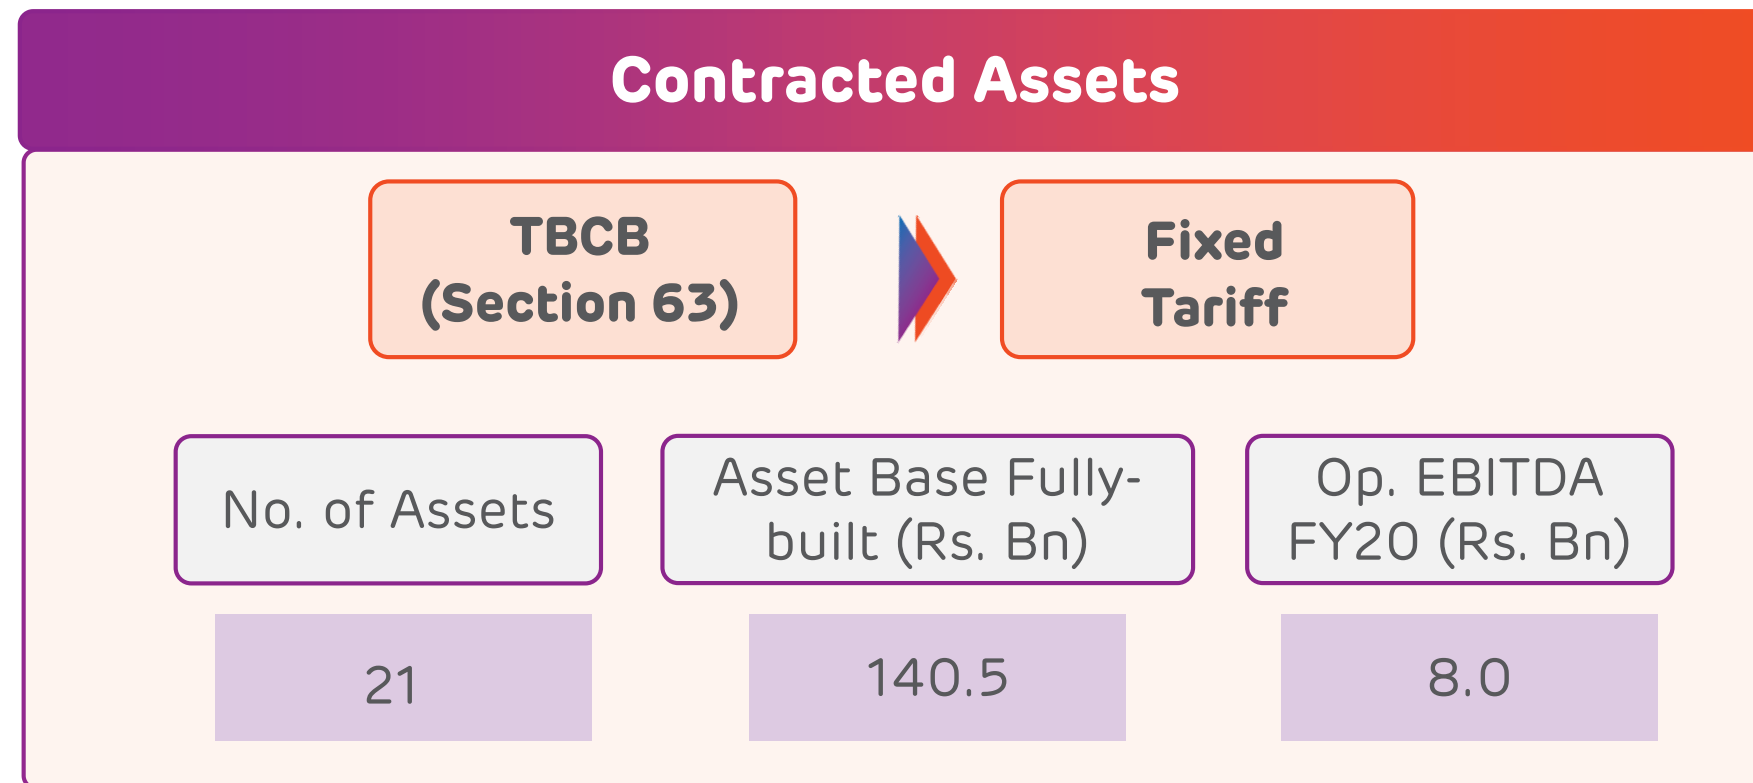 Contracted Assets
TBCB
(Section 63)
Fixed
Tariff
No. of Assets
Asset Base Fully-
built (Rs. Bn)
Op. EBITDA
FY20 (Rs. Bn)
21
140.5
8.0